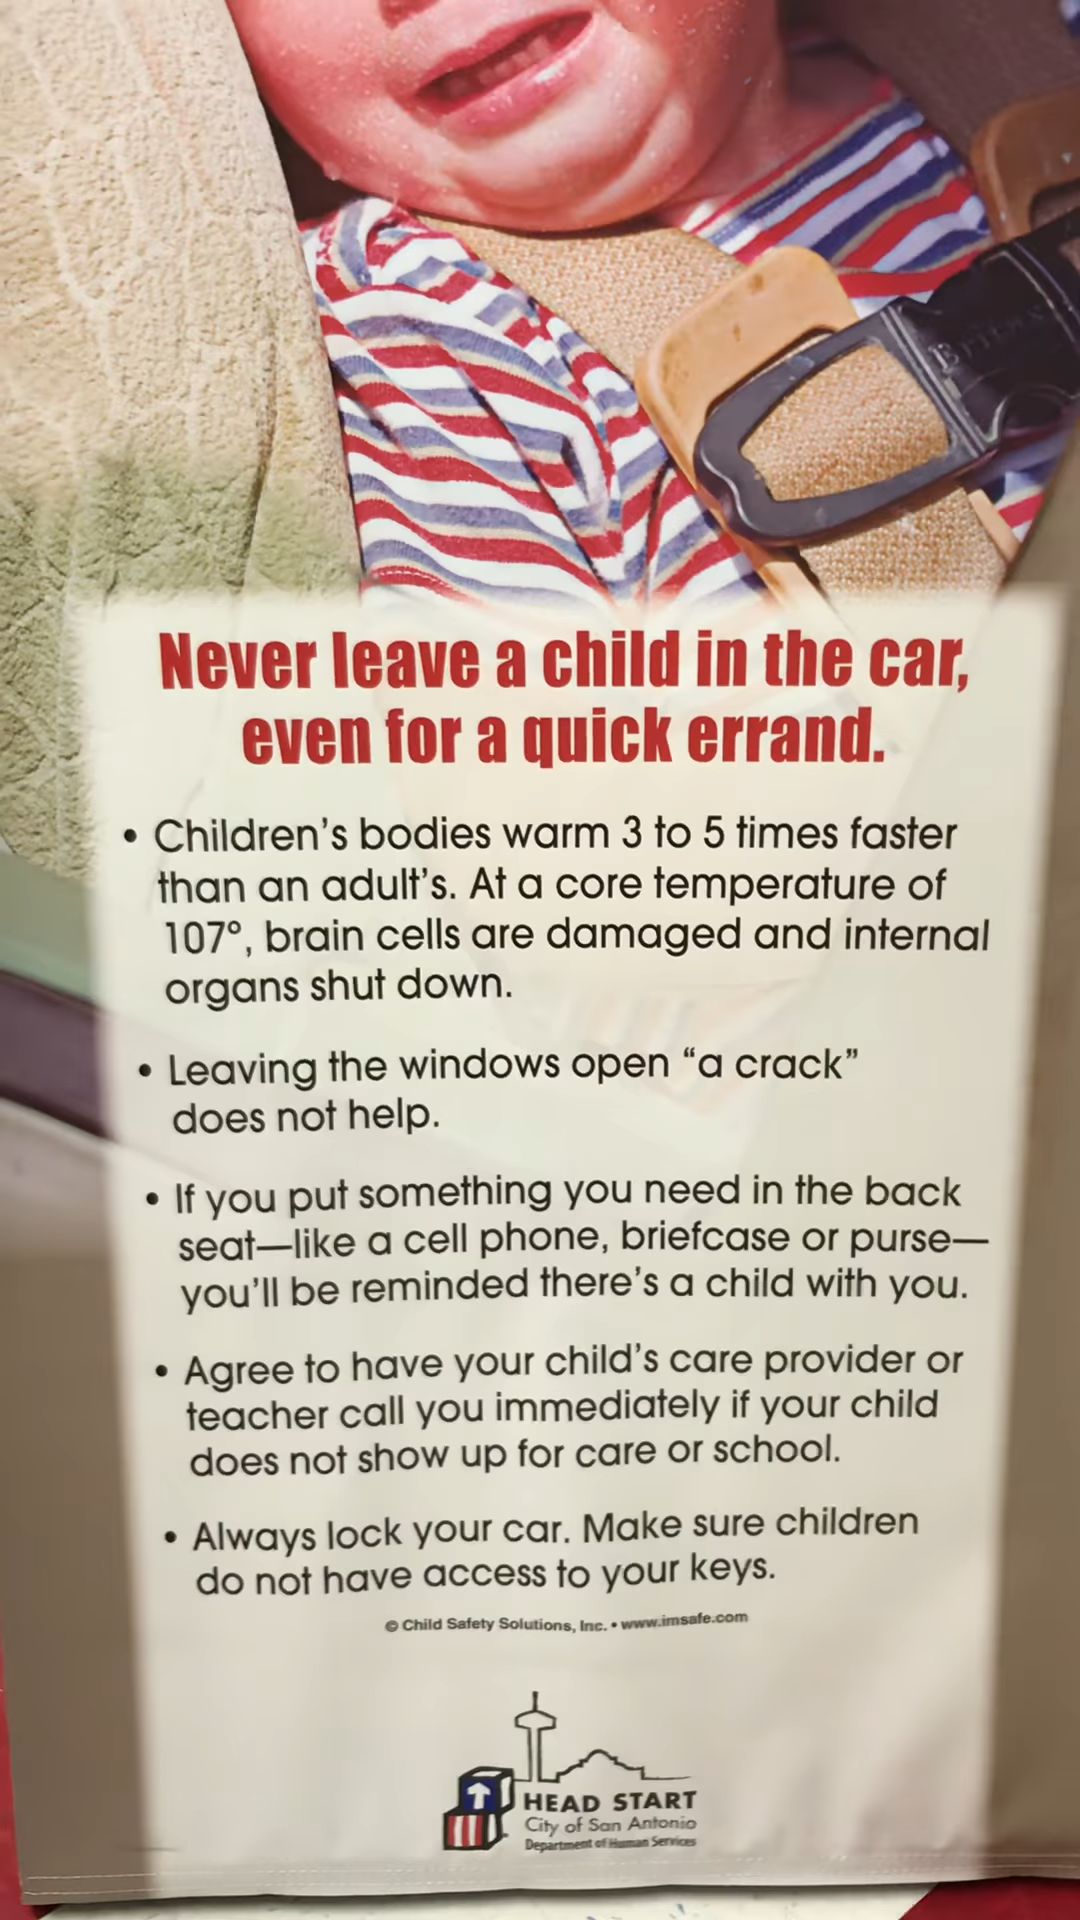 Never leave a child in the car,
even for a quick errand.
• Children's bodies warm 3 to 5 times faster
than an adult's. At a core temperature of
107°, brain cells are damaged and internal
organs shut down.
• Leaving the windows open “a crack”
does not help.
• If you put something you need in the back
seat—like a cell phone, briefcase or purse—
you'll be reminded there's a child with you.
• Agree to have your child's care provider or
teacher call you immediately if your child
does not show up for care or school.
• Always lock your car. Make sure children
do not have access to your keys.
© Child Safety Solutions, Inc. • www.imsafe.com
HEAD START
City of San Antonio
Department of Human Services